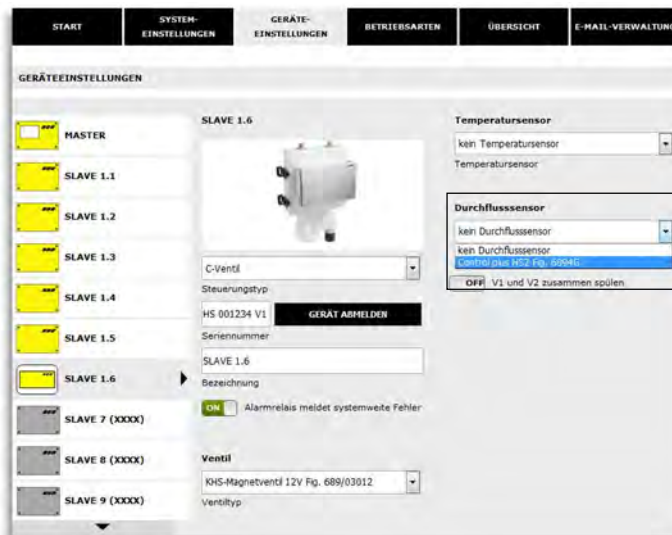 START
SYSTEM-
EINSTELLUNGEN
GERÄTE-
EINSTELLUNGEN
BETRIEBSARTEN
ÜBERSICHT
E-MAIL-VERWALTUNG
GERÄTEEINSTELLUNGEN
MASTER
SLAVE 1.1
SLAVE 1.2
SLAVE 1.3
SLAVE 1.4
SLAVE 1.5
SLAVE 1.6
SLAVE 7 (XXXX)
SLAVE 8 (XXXX)
SLAVE 9 (XXXX)
SLAVE 1.6
C-Ventil
Steuerungstyp
HS 001234 V1
GERÄT ABMELDEN
Seriennummer
SLAVE 1.6
Bezeichnung
ON Alarmrelais meldet systemweite Fehler
Ventil
KHS-Magnetventil 12V Fig. 689/03012
Ventiltyp
Temperatursensor
kein Temperatursensor
Temperatursensor
Durchflusssensor
kein Durchflusssensor
kein Durchflusssensor
Control plus HS2 Fig. 6894G
OFF V1 und V2 zusammen spülen